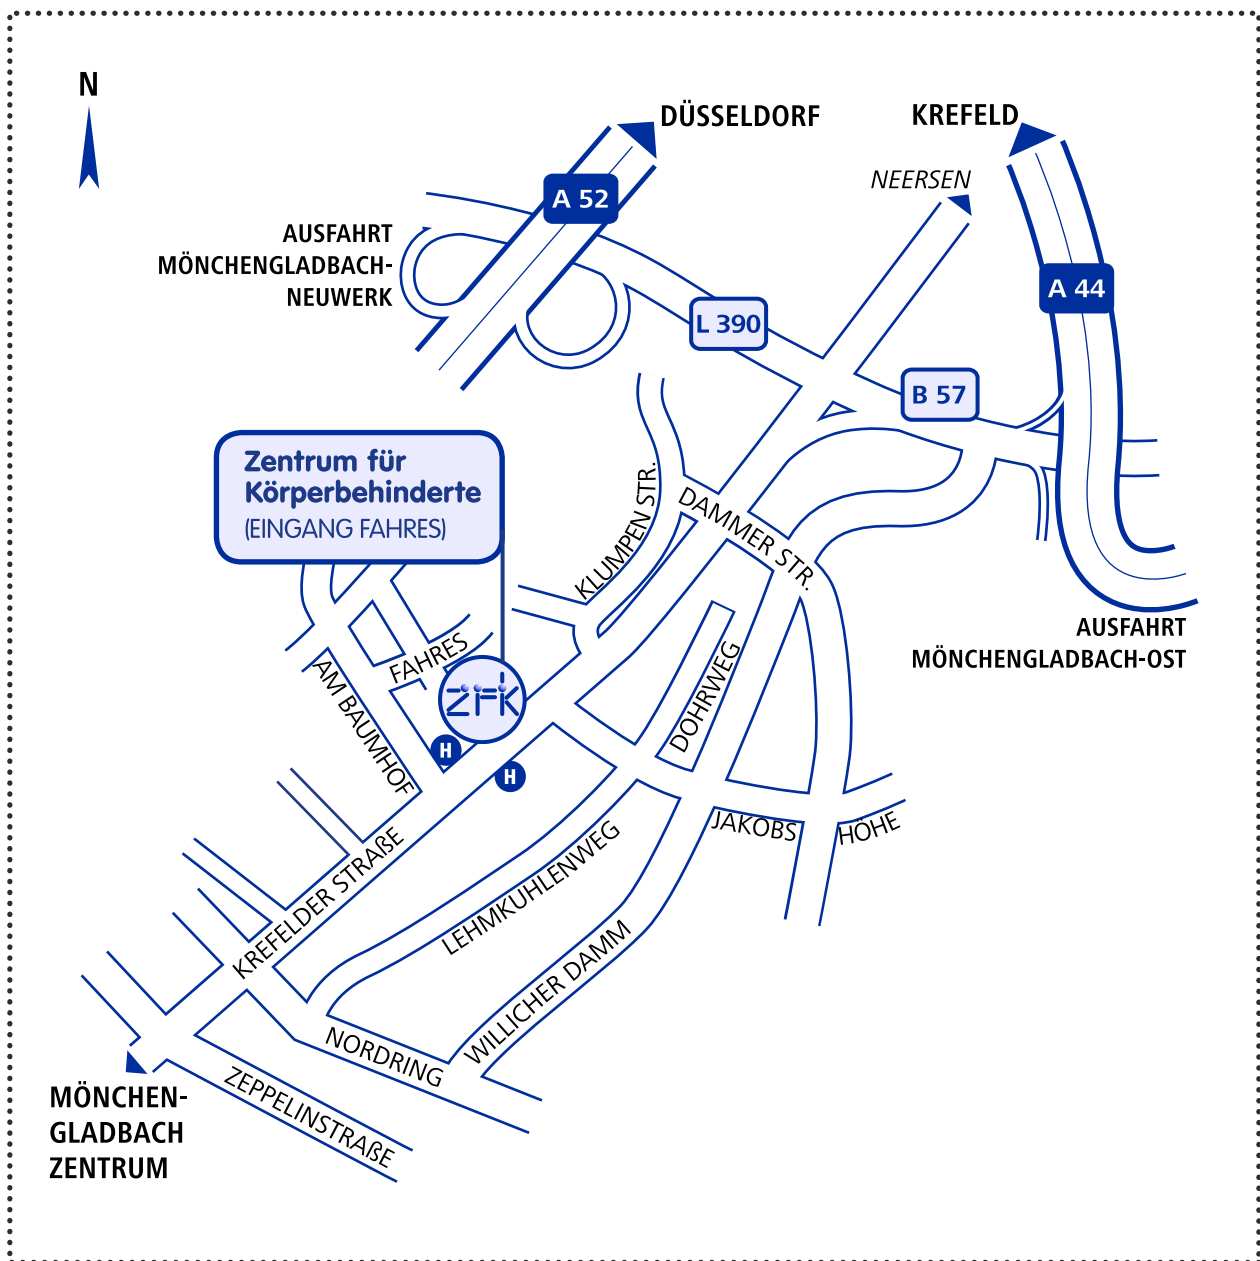 N
DÜSSELDORF
KREFELD
NEERSEN
A 52
AUSFAHRT
MÖNCHENGLADBACH-
NEUWERK
A 44
L 390
B 57
Zentrum für
Körperbehinderte
(EINGANG FAHRES)
KLUMPEN STR.
DAMMER STR.
AUSFAHRT
MÖNCHENGLADBACH-OST
FAHRES
AM BAUMHOF
ZFK
DOHRWEG
H
H
JAKOBS
HÖHE
KREFELDER STRAßE
LEHMKUHLENWEG
WILLICHER DAMM
NORDRING
ZEPPELINSTRAßE
MÖNCHEN-
GLADBACH
ZENTRUM